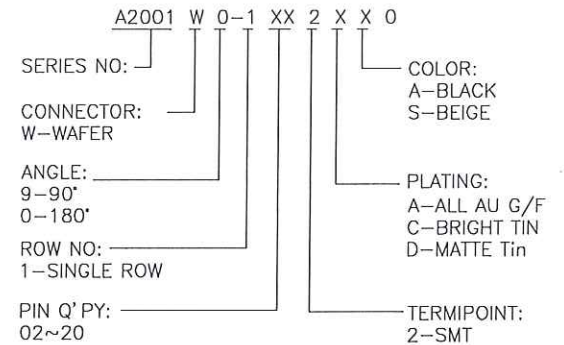 A2001 W 0-1 XX 2 X X 0
SERIES NO:
CONNECTOR:
W-WAFER
ANGLE:
9-90°
0-180°
ROW NO:
1-SINGLE ROW
PIN Q'PY:
02~20
COLOR:
A-BLACK
S-BEIGE
PLATING:
A-ALL AU G/F
C-BRIGHT TIN
D-MATTE Tin
TERMIPOINT:
2-SMT